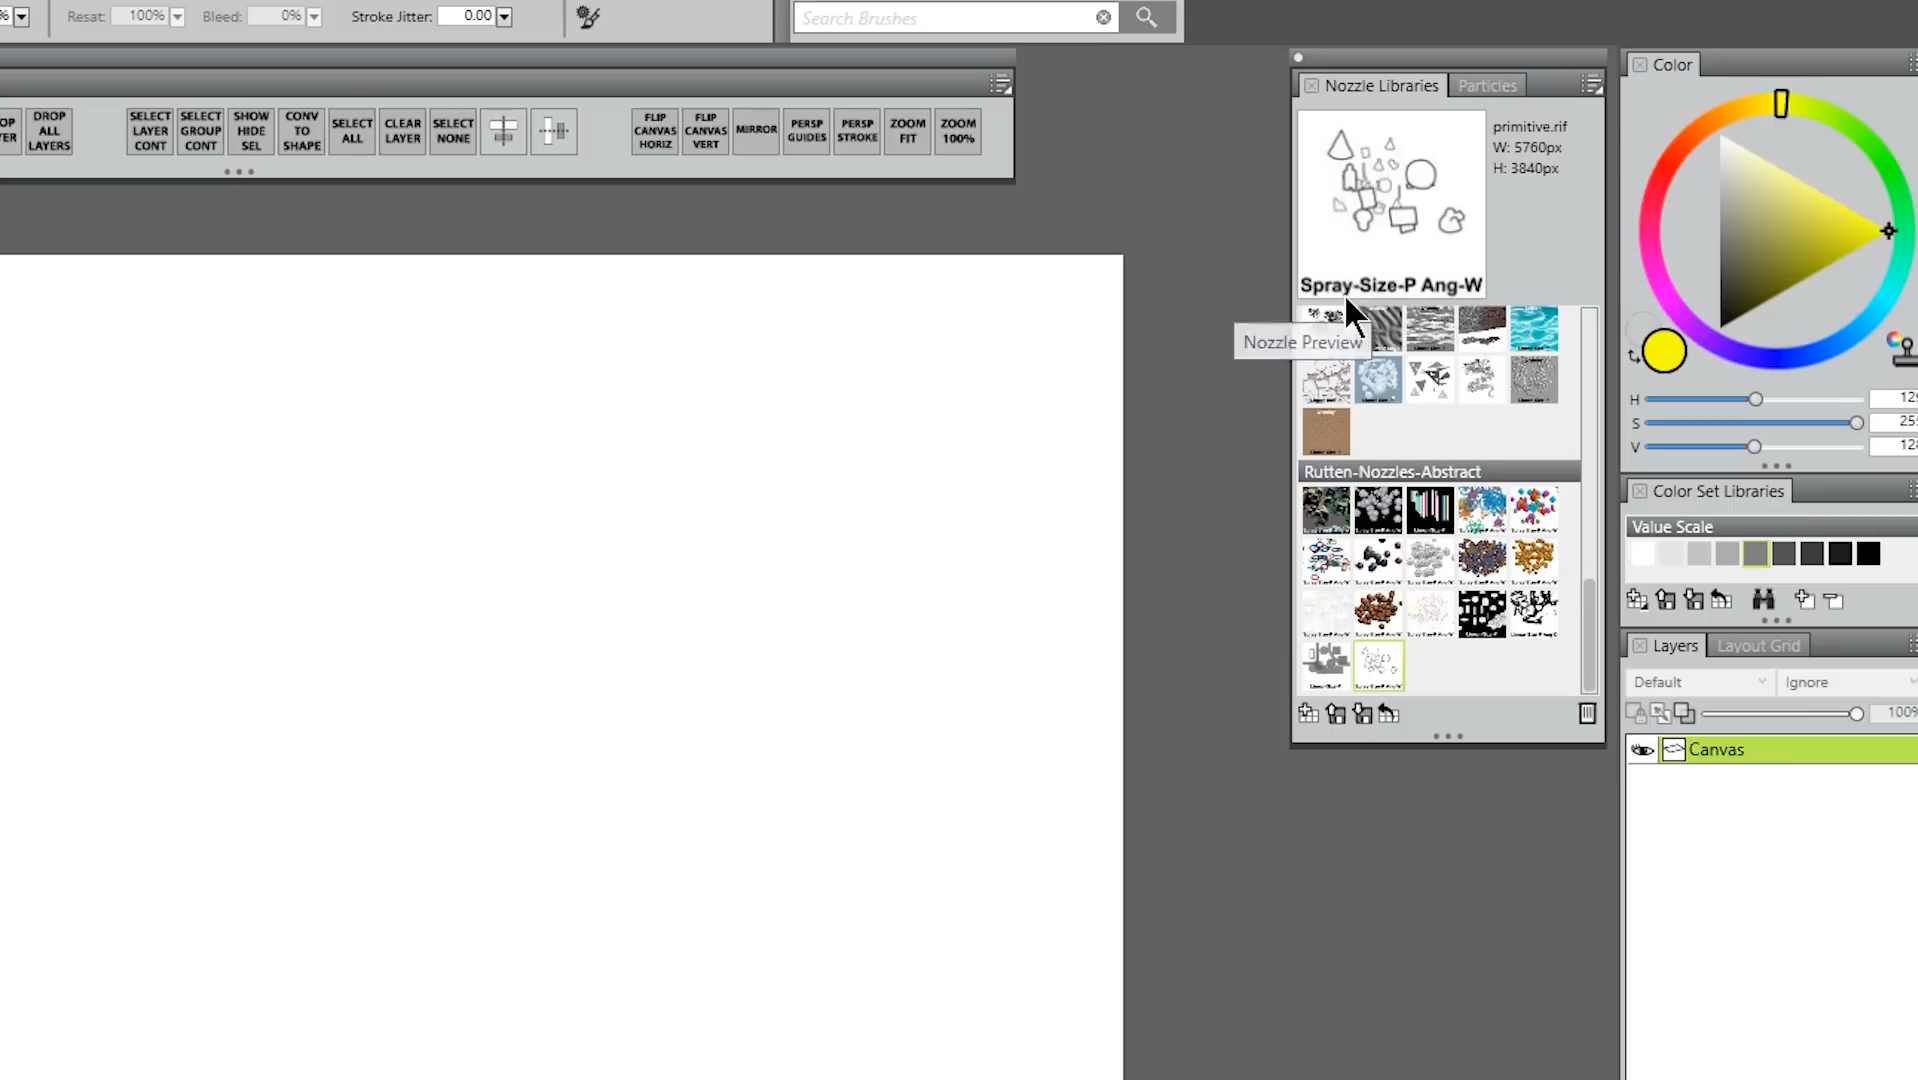 %
Resat: 100%
Bleed: 0%
Stroke Jitter: 0.00
Search Brushes
DROP
ALL
LAYERS
SELECT
LAYER
CONT
SELECT
GROUP
CONT
SHOW
HIDE
SEL
CONV
TO
SHAPE
SELECT
ALL
CLEAR
LAYER
SELECT
NONE
FLIP
CANVAS
HORIZ
FLIP
CANVAS
VERT
MIRROR
PERSP
GUIDES
PERSP
STROKE
ZOOM
FIT
ZOOM
100%
Nozzle Libraries
Particles
primitive.rif
W: 5760px
H: 3840px
Spray-Size-P Ang-W
Nozzle Preview
Rutten-Nozzles-Abstract
Color
H
S
V
Color Set Libraries
Value Scale
Layers
Layout Grid
Default
Ignore
100%
Canvas